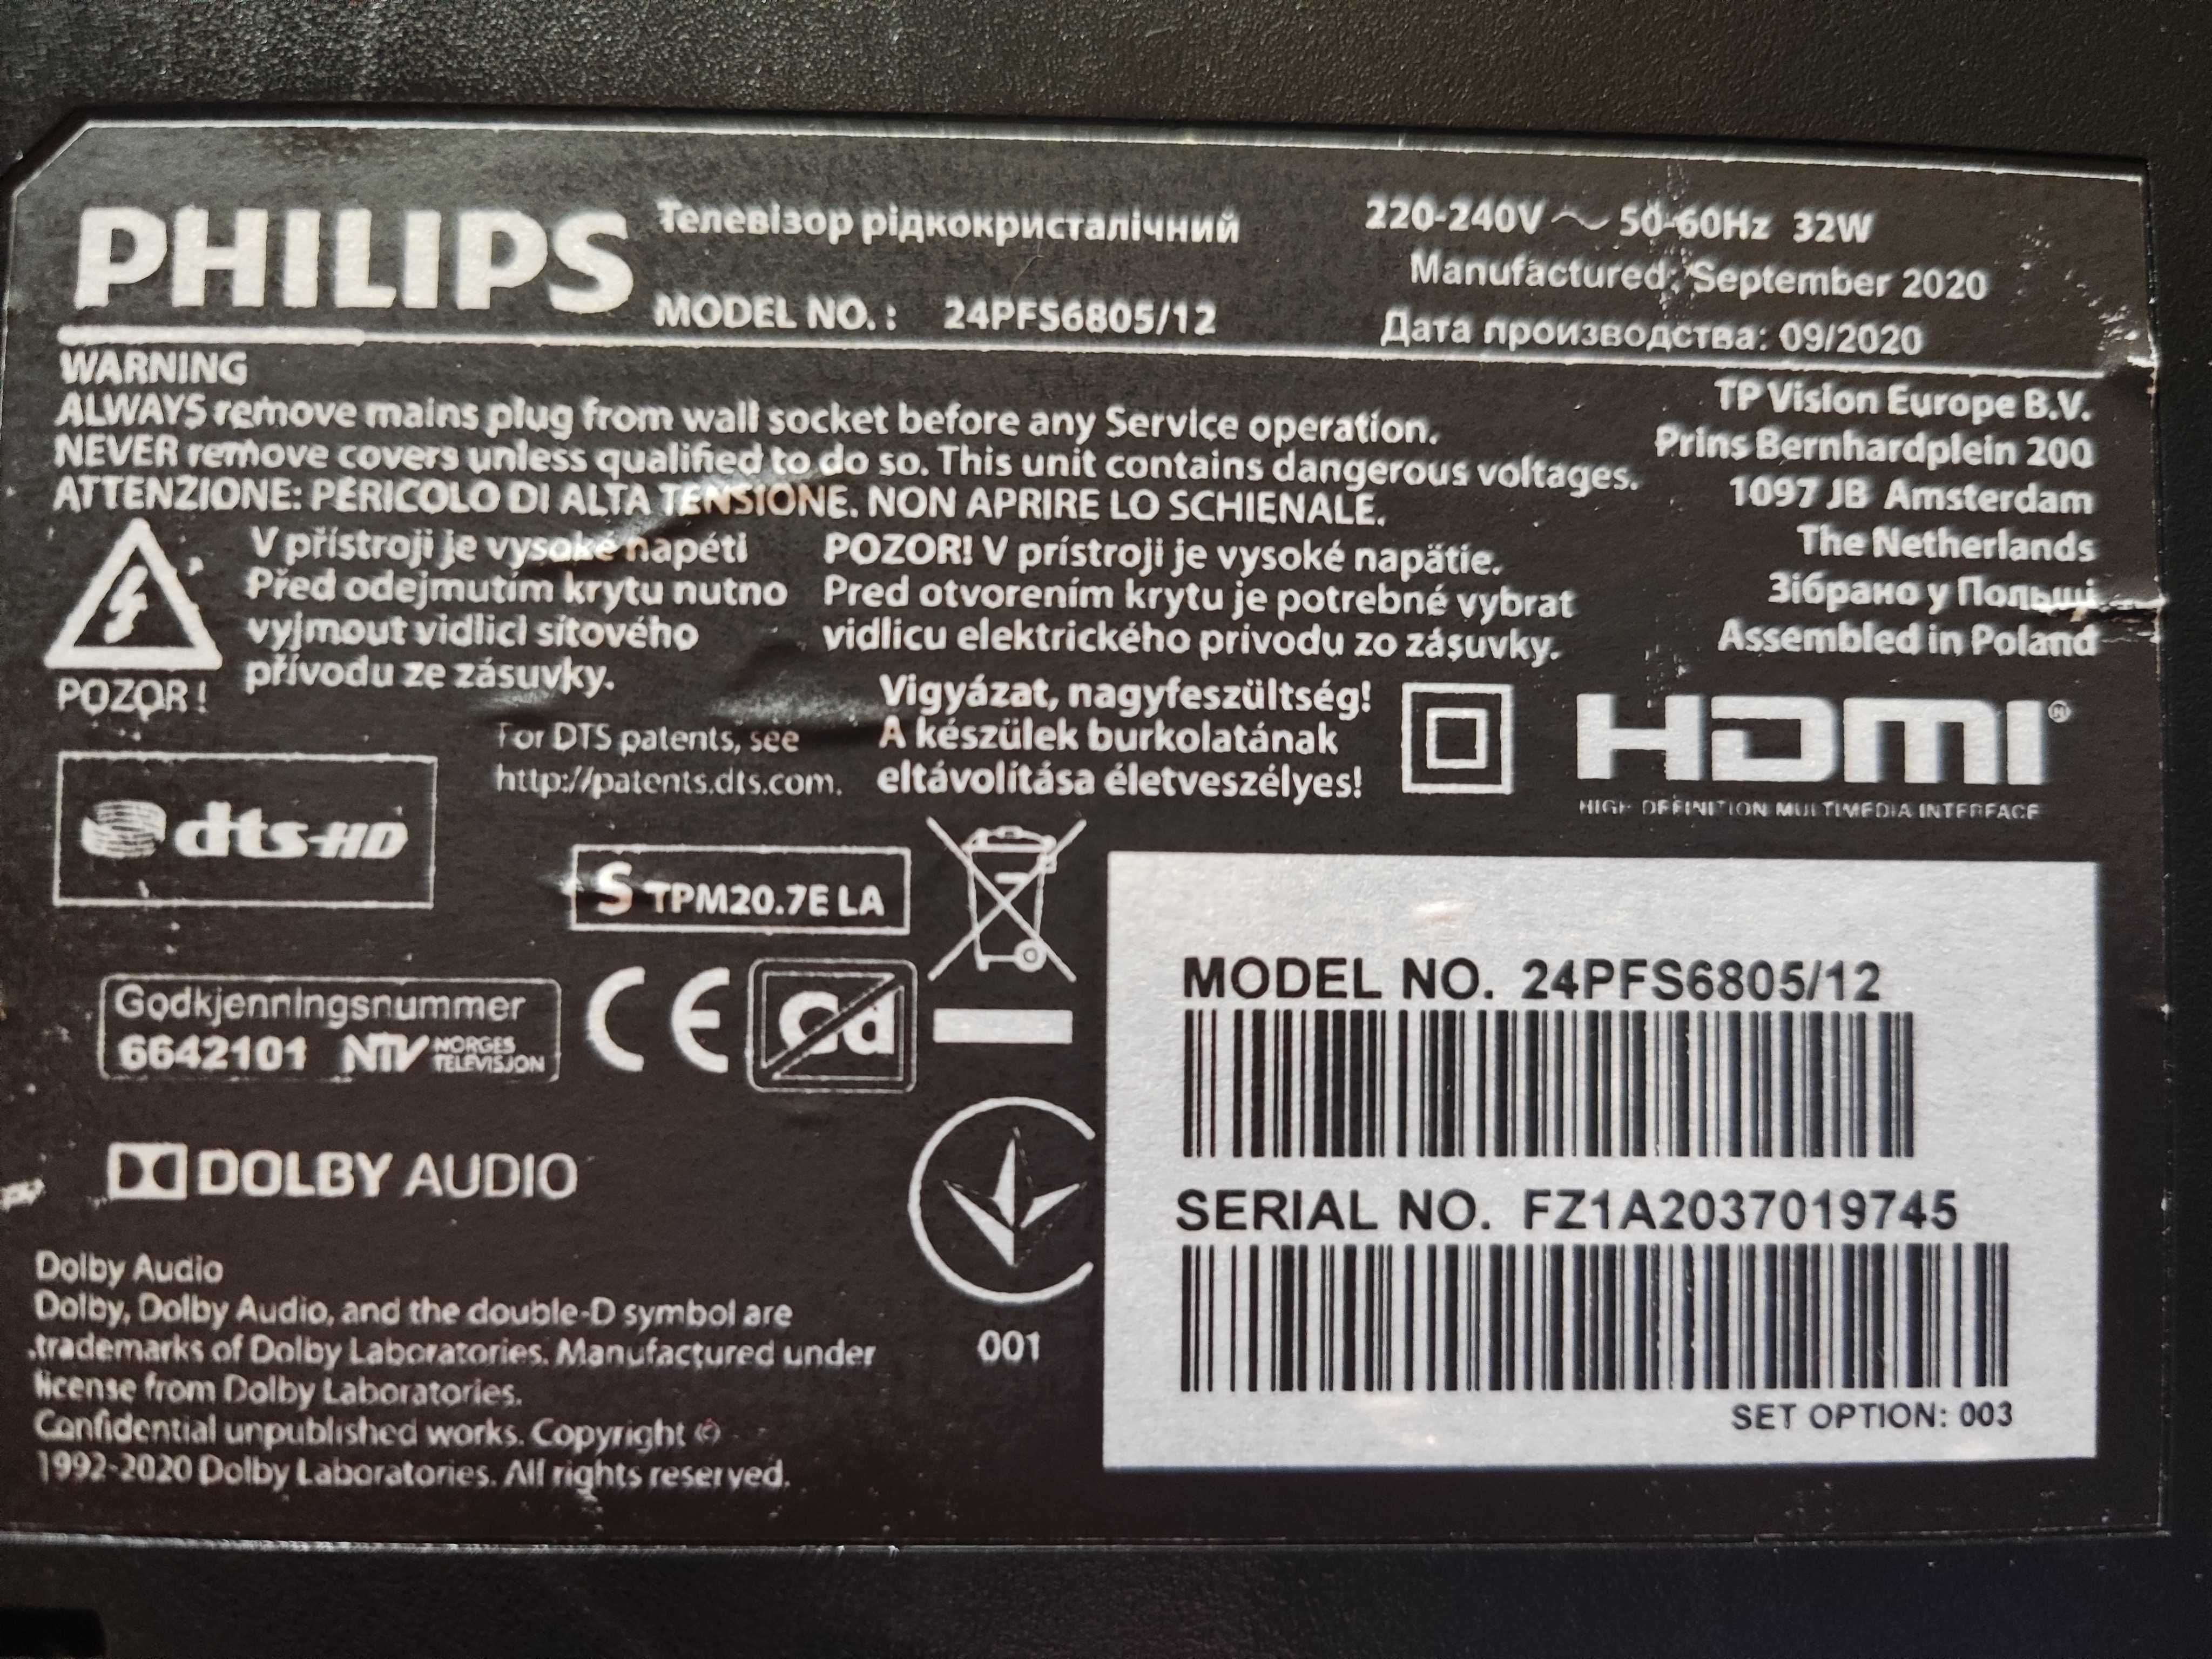 PHILIPS
Телевізор рідкокристалічний
MODEL NO. : 24PFS6805/12
220-240V ~ 50-60Hz 32W
Manufactured: September 2020
Дата производства: 09/2020
WARNING
ALWAYS remove mains plug from wall socket before any Service operation.
NEVER remove covers unless qualified to do so. This unit contains dangerous voltages.
ATTENZIONE: PERICOLO DI ALTA TENSIONE. NON APRIRE LO SCHIENALE.
TP Vision Europe B.V.
Prins Bernhardplein 200
1097 JB Amsterdam
The Netherlands
Зібрано у Польщі
Assembled in Poland
POZOR !
V přístroji je vysoké napětí
Před odejmutím krytu nutno
vyjmout vidlici síťového
přívodu ze zásuvky.
POZOR! V prístroji je vysoké napätie.
Pred otvorením krytu je potrebné vybrat
vidlicu elektrického privodu zo zásuvky.
For DTS patents, see
http://patents.dts.com.
Vigyázat, nagyfeszültség!
A készülék burkolatának
eltávolítása életveszélyes!
HDMI®
HIGH DEFINITION MULTIMEDIA INTERFACE
dts-HD
S TPM20.7E LA
Godkjenningsnummer
6642101 NTV NORGES
TELEVISJON
CE
Cd
DOLBY AUDIO
001
Dolby Audio
Dolby, Dolby Audio, and the double-D symbol are
trademarks of Dolby Laboratories. Manufactured under
license from Dolby Laboratories.
Confidential unpublished works. Copyright ©
1992-2020 Dolby Laboratories. All rights reserved.
MODEL NO. 24PFS6805/12
SERIAL NO. FZ1A2037019745
SET OPTION: 003